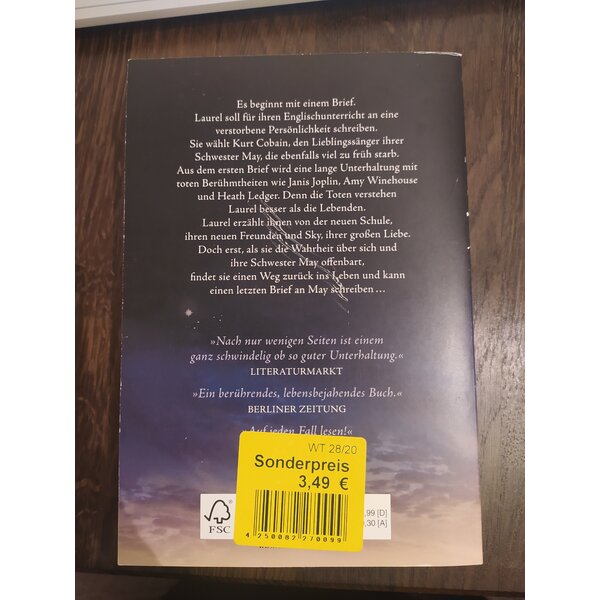 Es beginnt mit einem Brief.
Laurel soll für ihren Englischunterricht an eine
verstorbene Persönlichkeit schreiben.
Sie wählt Kurt Cobain, den Lieblingssänger ihrer
Schwester May, die ebenfalls viel zu früh starb.
Aus dem ersten Brief wird eine lange Unterhaltung mit
toten Berühmtheiten wie Janis Joplin, Amy Winehouse
und Heath Ledger. Denn die Toten verstehen
Laurel besser als die Lebenden.
Laurel erzählt ihnen von der neuen Schule,
ihren neuen Freunden und Sky, ihrer großen Liebe.
Doch erst, als sie die Wahrheit über sich und
ihre Schwester May offenbart,
findet sie einen Weg zurück ins Leben und kann
einen letzten Brief an May schreiben ...
»Nach nur wenigen Seiten ist einem
ganz schwindelig ob so guter Unterhaltung.«
LITERATURMARKT
»Ein berührendes, lebensbejahendes Buch.«
BERLINER ZEITUNG
»Auf jeden Fall lesen!«
WT 28/20
Sonderpreis
3,49 €
4 250082 270099
FSC
,99 [D]
,30 [A]